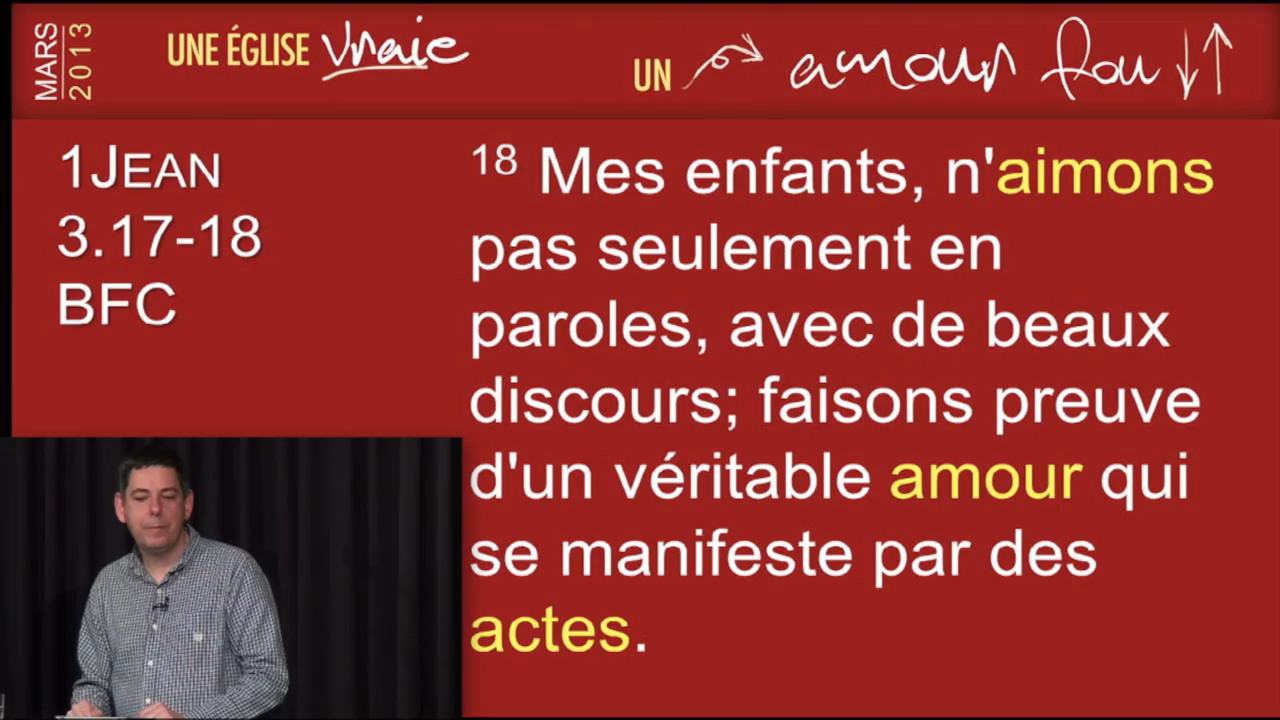 MARS
2013
UNE ÉGLISE vraie
UN amour fou
1JEAN
3.17-18
BFC
18 Mes enfants, n'aimons
pas seulement en
paroles, avec de beaux
discours; faisons preuve
d'un véritable amour qui
se manifeste par des
actes.